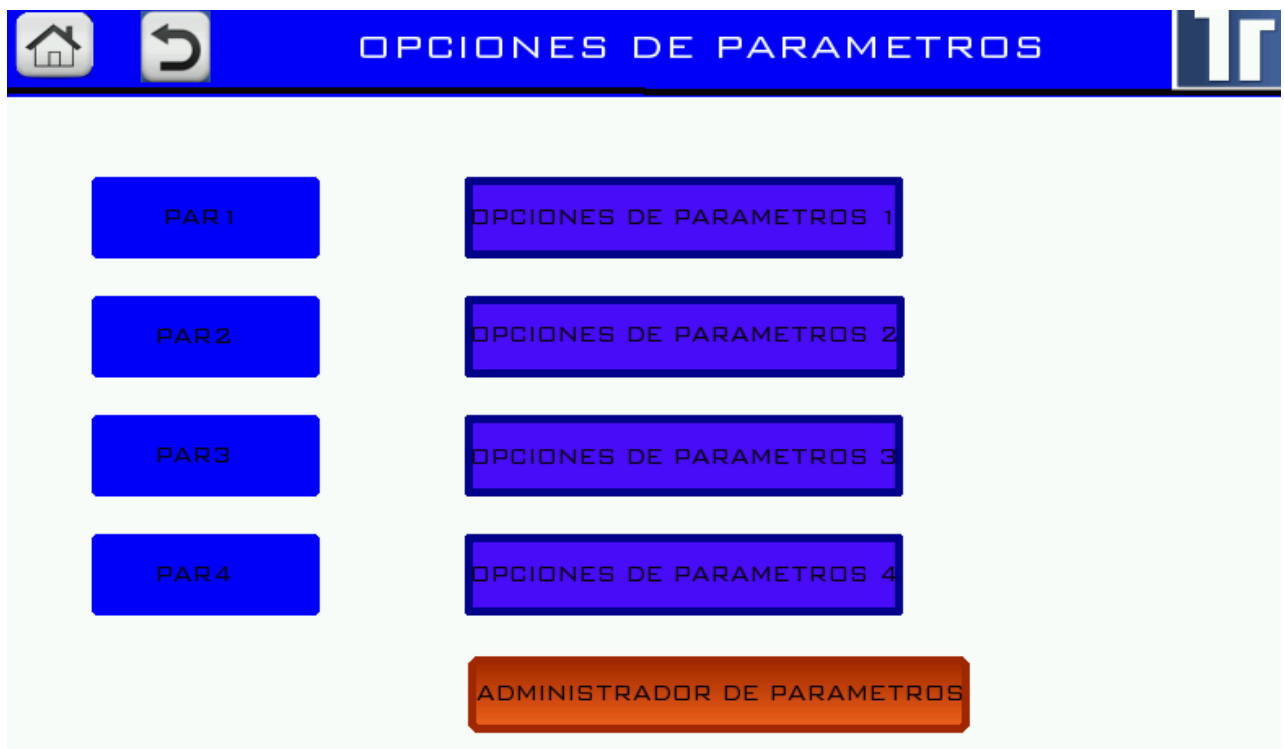 OPCIONES DE PARAMETROS
PAR1
OPCIONES DE PARAMETROS 1
PAR2
OPCIONES DE PARAMETROS 2
PAR3
OPCIONES DE PARAMETROS 3
PAR4
OPCIONES DE PARAMETROS 4
ADMINISTRADOR DE PARAMETROS